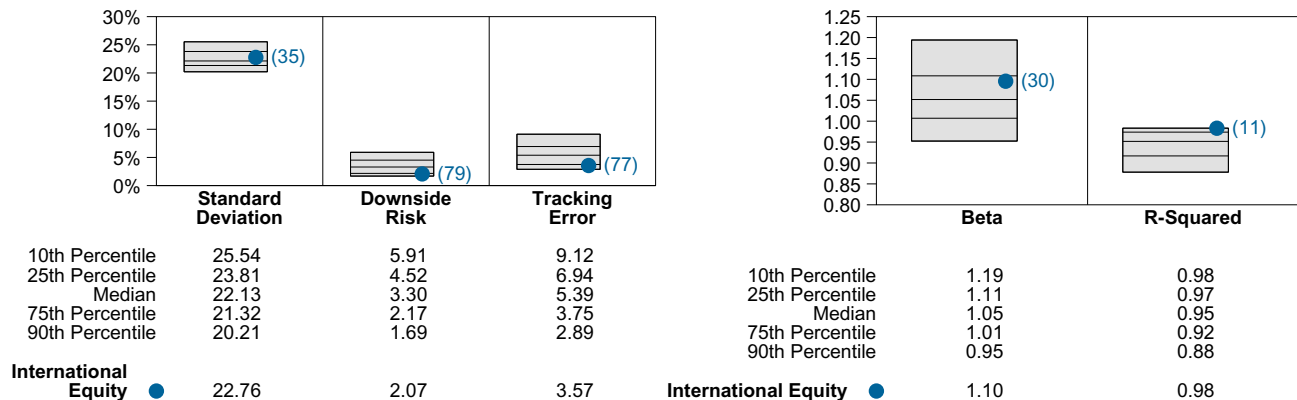 30%
25%
20%
15%
10%
5%
0%
(35)
(79)
(77)
Standard Deviation
Downside Risk
Tracking Error
10th Percentile 25.54 5.91 9.12
25th Percentile 23.81 4.52 6.94
Median 22.13 3.30 5.39
75th Percentile 21.32 2.17 3.75
90th Percentile 20.21 1.69 2.89
International
Equity 22.76 2.07 3.57
1.25
1.20
1.15
1.10
1.05
1.00
0.95
0.90
0.85
0.80
(30)
(11)
Beta
R-Squared
10th Percentile 1.19 0.98
25th Percentile 1.11 0.97
Median 1.05 0.95
75th Percentile 1.01 0.92
90th Percentile 0.95 0.88
International Equity 1.10 0.98